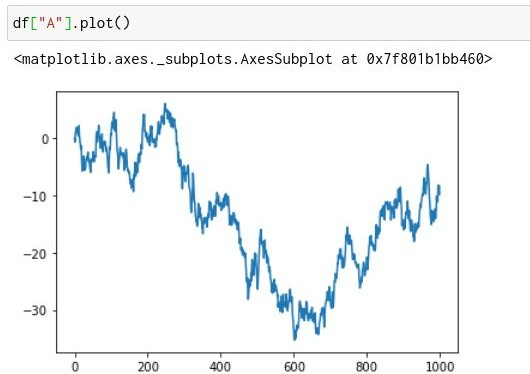 df["A"].plot()
<matplotlib.axes._subplots.AxesSubplot at 0x7f801b1bb460>
0
−10
−20
−30
0 200 400 600 800 1000